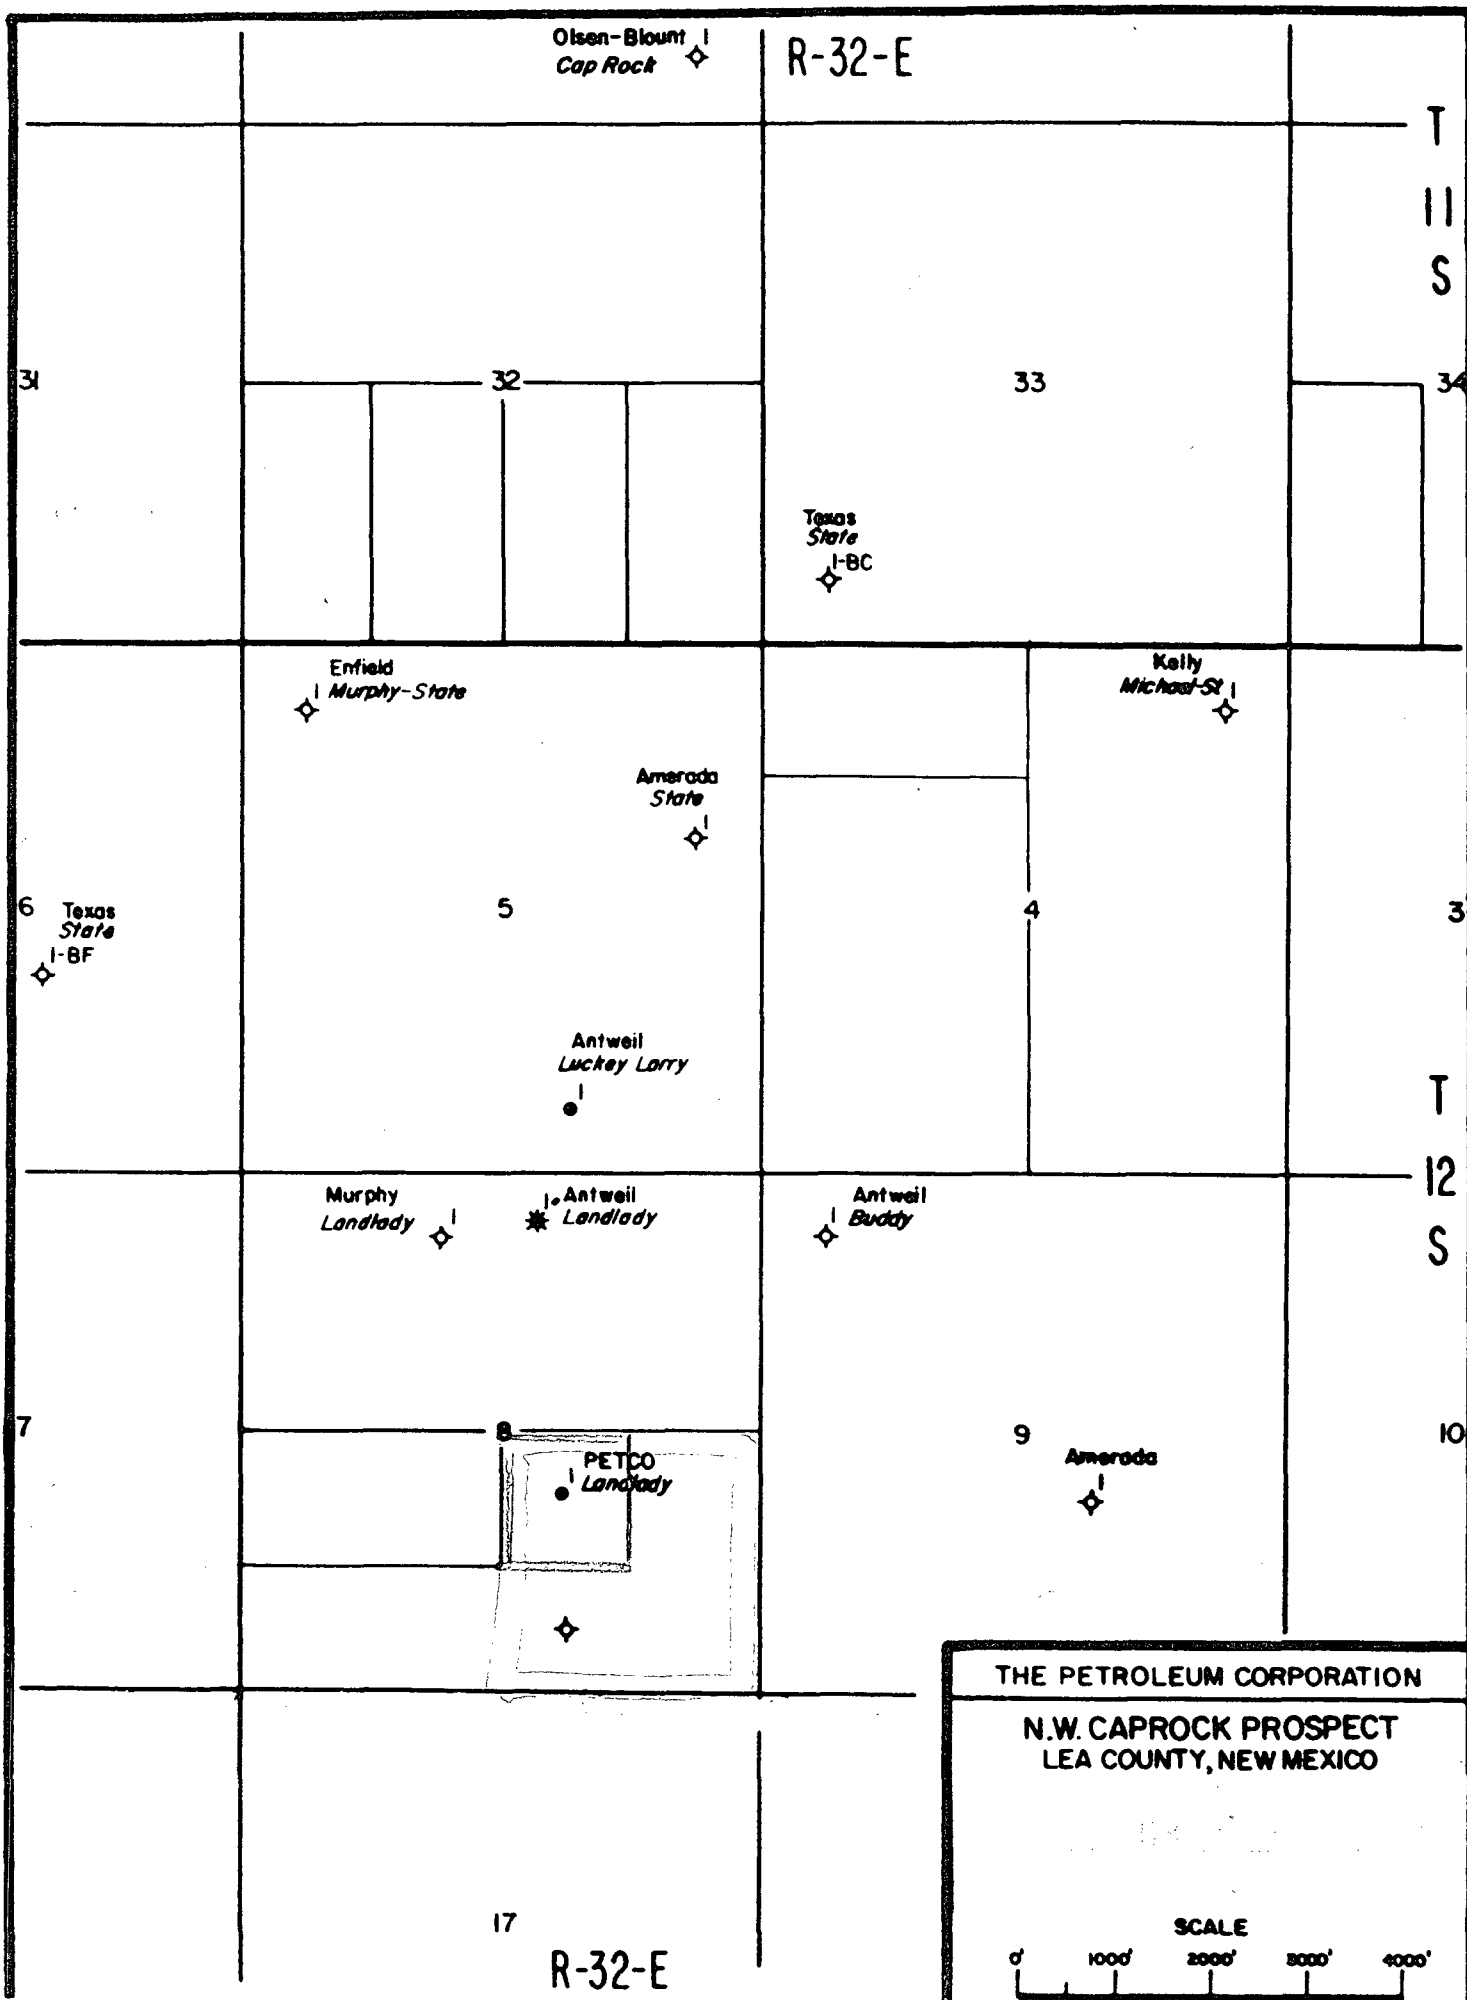 Olsen-Blount 1
Cap Rock
R-32-E
T
11
S
31
32
33
34
Texas
State
1-BC
Enfield
1 Murphy-State
Kelly
Michael-St 1
Amerada
State
1
6
Texas
State
1-BF
5
4
3
Antweil
Luckey Larry
1
T
12
S
Murphy
Landlady 1
1 Antweil
Landlady
Antweil
1 Buddy
7
8
9
10
PETCO
1 Landlady
Amerada
1
THE PETROLEUM CORPORATION
N.W. CAPROCK PROSPECT
LEA COUNTY, NEW MEXICO
17
R-32-E
SCALE
0' 1000' 2000' 3000' 4000'